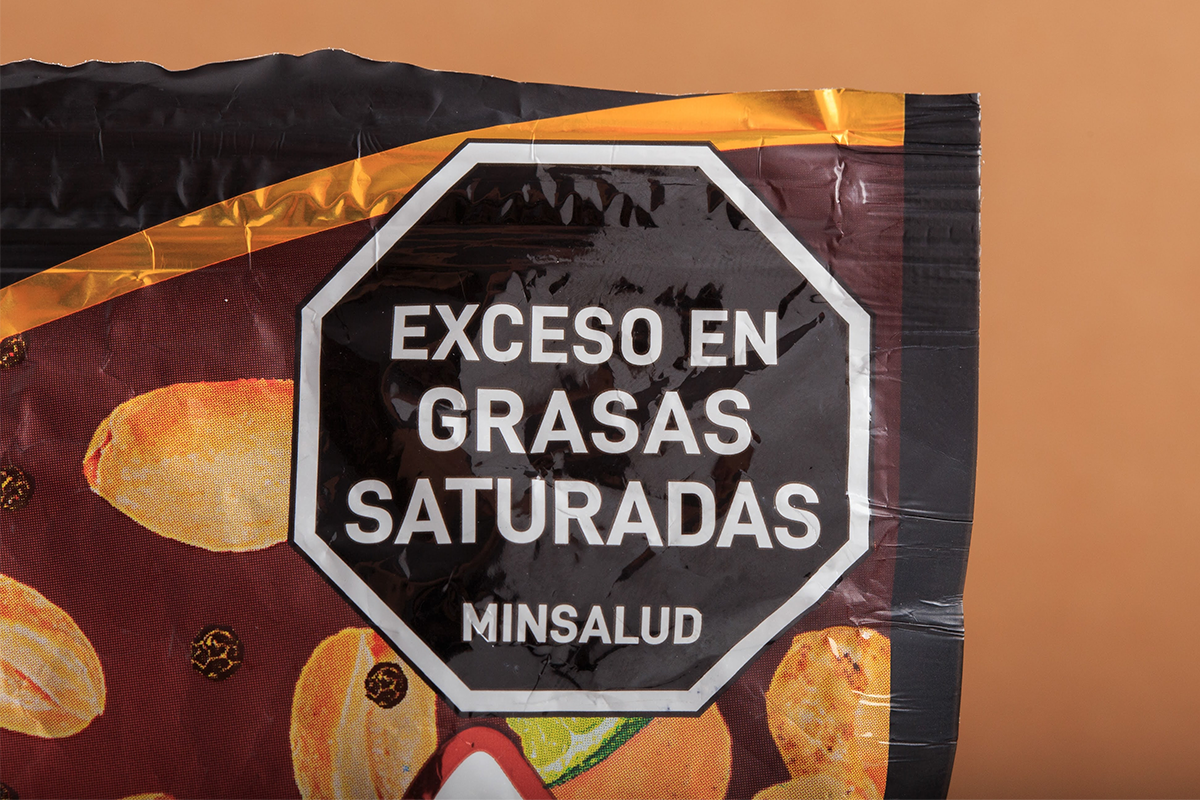 EXCESO EN
GRASAS
SATURADAS
MINSALUD